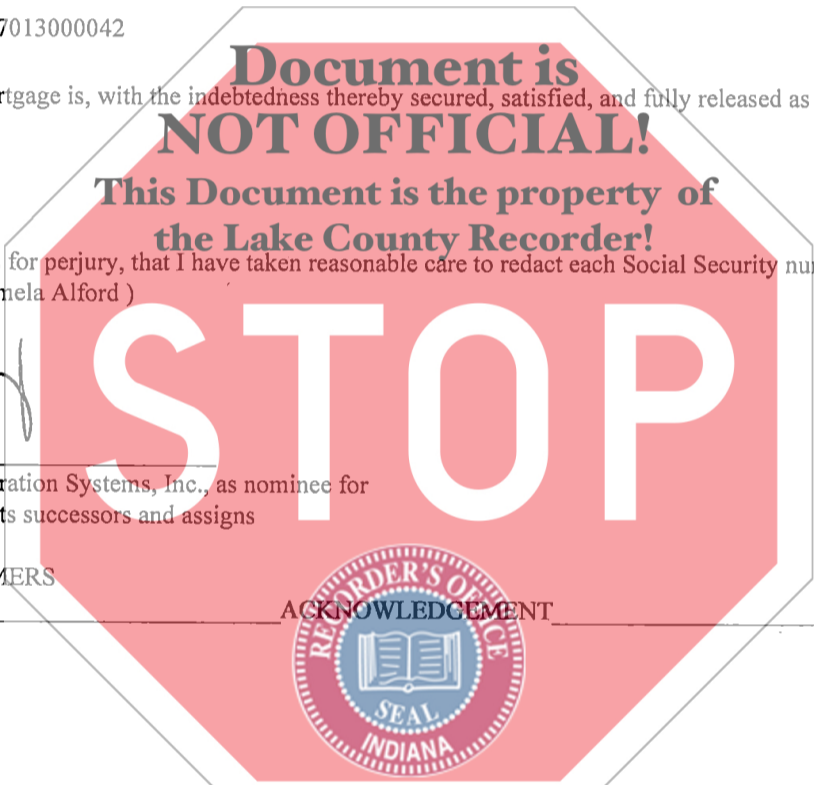 7013000042
Document is
rtgage is, with the indebtedness thereby secured, satisfied, and fully released as
NOT OFFICIAL!
This Document is the property of
the Lake County Recorder!
for perjury, that I have taken reasonable care to redact each Social Security nu
nela Alford )
STOP
ration Systems, Inc., as nominee for
ts successors and assigns
MERS
ACKNOWLEDGEMENT
RECORDER'S OFFICE
SEAL
INDIANA